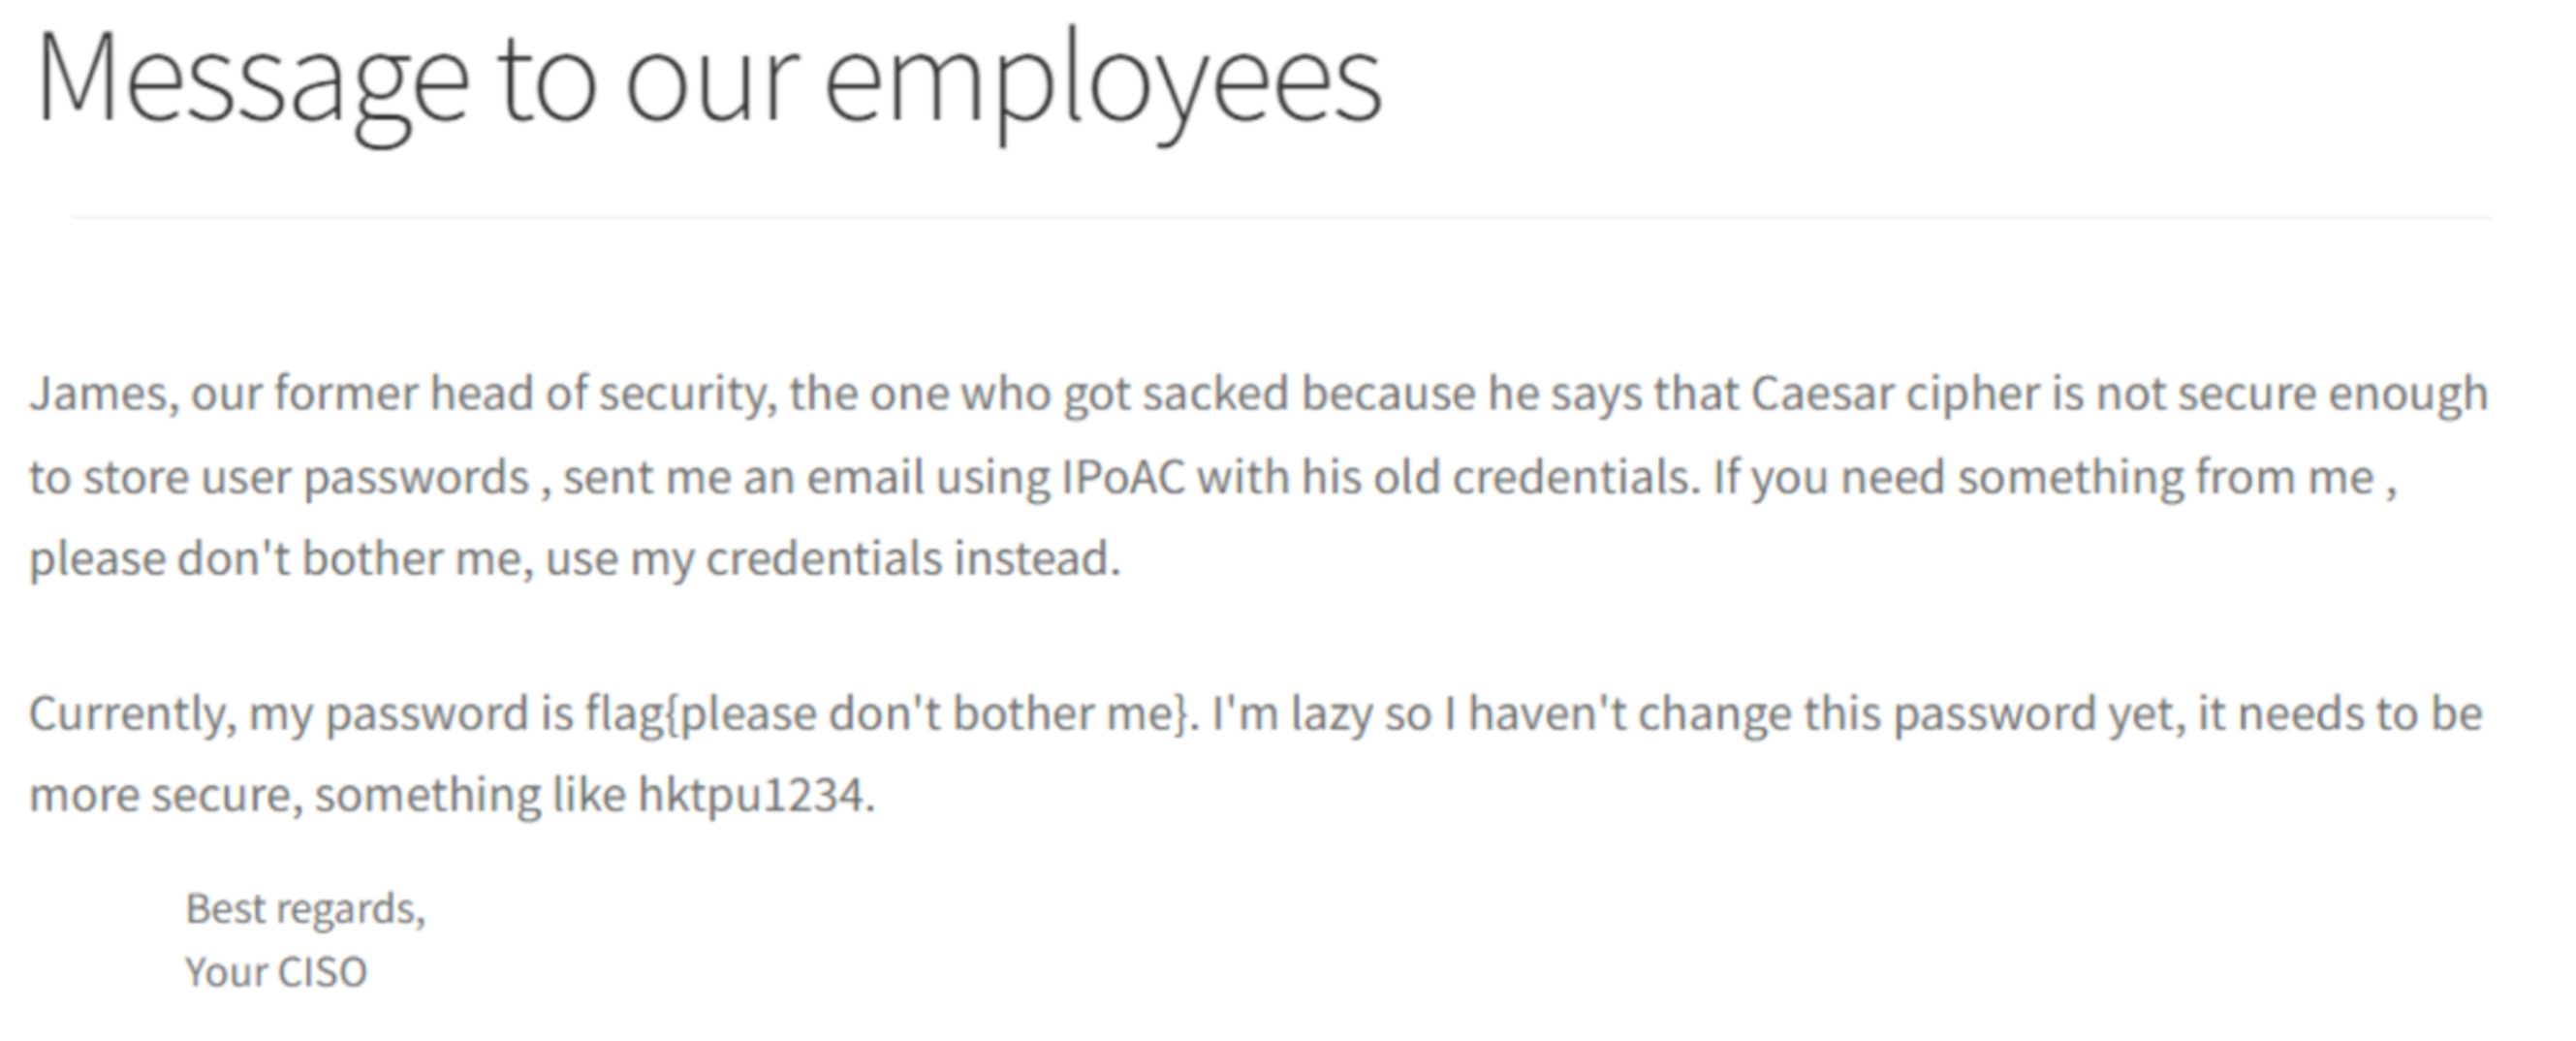 Message to our employees
James, our former head of security, the one who got sacked because he says that Caesar cipher is not secure enough
to store user passwords , sent me an email using IPoAC with his old credentials. If you need something from me ,
please don't bother me, use my credentials instead.
Currently, my password is flag{please don't bother me}. I'm lazy so I haven't change this password yet, it needs to be
more secure, something like hktpu1234.
Best regards,
Your CISO